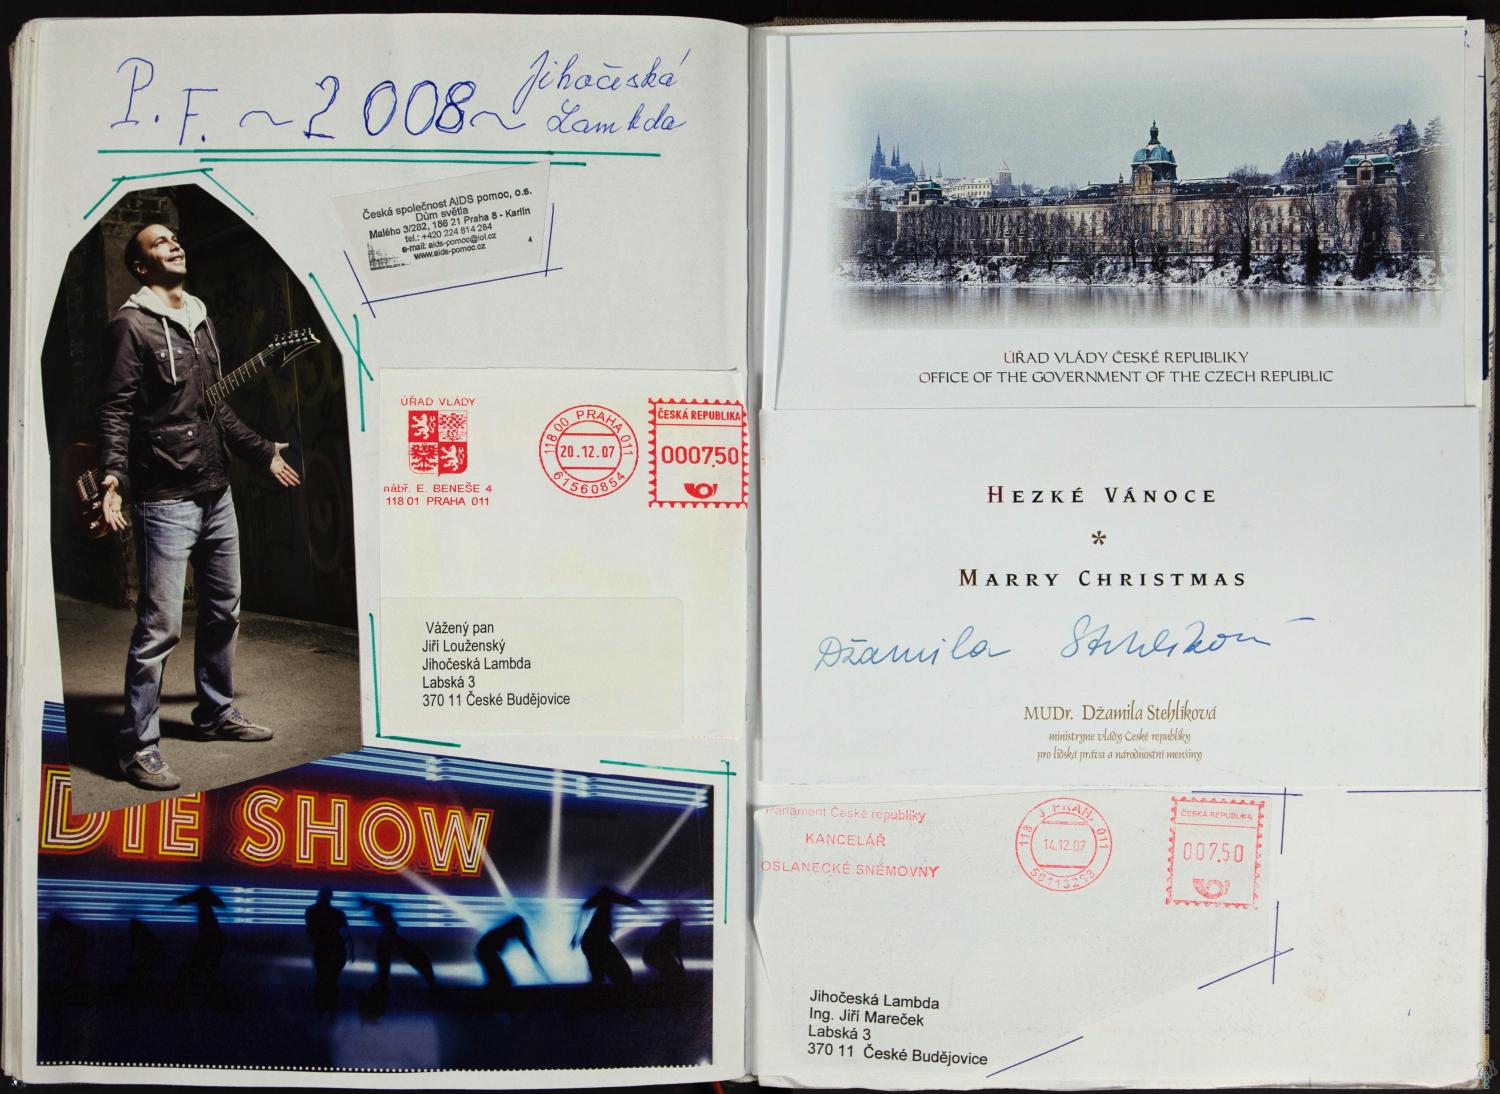 P. F. ~ 2008 ~ Jihočeská
Lambda
Česká společnost AIDS pomoc, o.s.
Dům světla
Malého 3/282, 186 21 Praha 8 - Karlín
tel.: +420 224 814 284
e-mail: aids-pomoc@iol.cz
www.aids-pomoc.cz
4
ÚŘAD VLÁDY
nábř. E. BENEŠE 4
118 01 PRAHA 011
118 00 PRAHA 011
20.12.07
61560854
ČESKÁ REPUBLIKA
000750
Vážený pan
Jiří Louženský
Jihočeská Lambda
Labská 3
370 11 České Budějovice
DIE SHOW
ÚŘAD VLÁDY ČESKÉ REPUBLIKY
OFFICE OF THE GOVERNMENT OF THE CZECH REPUBLIC
HEZKÉ VÁNOCE
*
MARRY CHRISTMAS
Džamila Stehlíková
MUDr. Džamila Stehlíková
ministryne vlády České republiky
pro lidská práva a národnostní menšiny
Parlament České republiky
KANCELÁŘ
OSLANECKÉ SNĚMOVNY
14.12.07
ČESKÁ REPUBLIKA
00750
Jihočeská Lambda
Ing. Jiří Mareček
Labská 3
370 11 České Budějovice